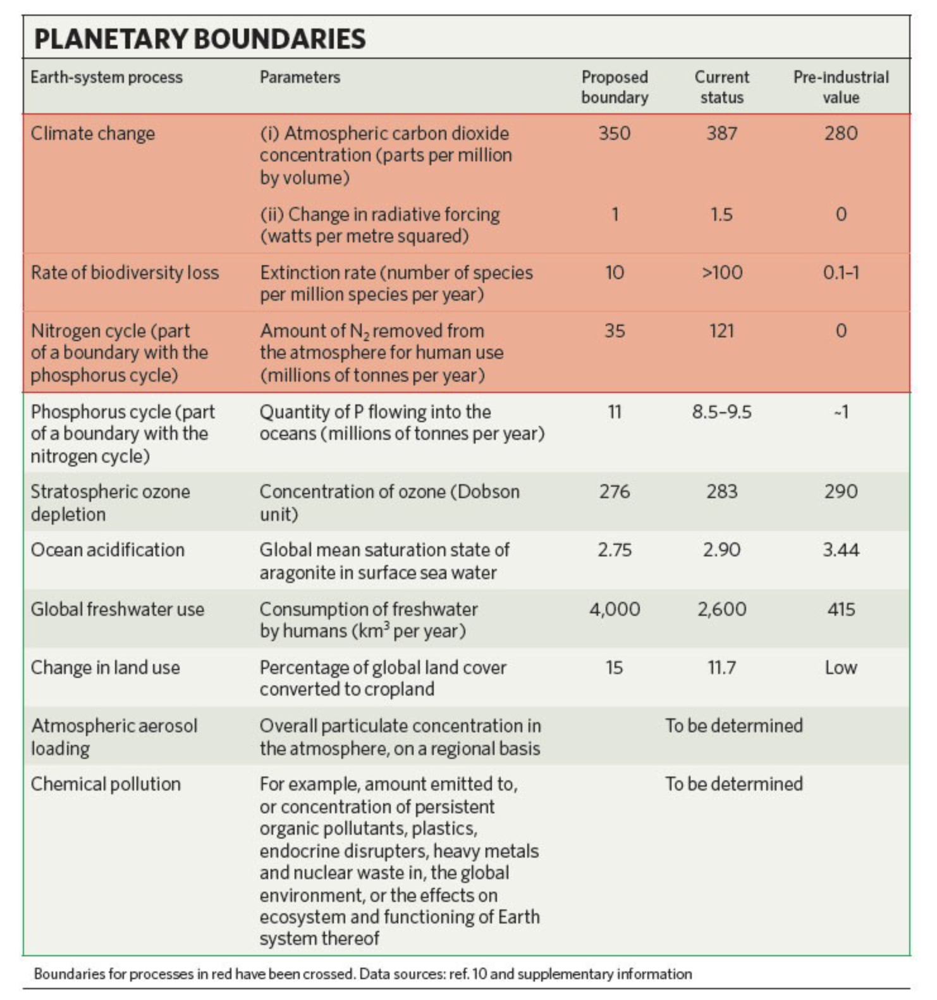 PLANETARY BOUNDARIES
Earth-system process Parameters Proposed boundary Current status Pre-industrial value
Climate change (i) Atmospheric carbon dioxide 350 387 280
concentration (parts per million
by volume)
(ii) Change in radiative forcing 1 1.5 0
(watts per metre squared)
Rate of biodiversity loss Extinction rate (number of species 10 >100 0.1–1
per million species per year)
Nitrogen cycle (part Amount of N₂ removed from 35 121 0
of a boundary with the the atmosphere for human use
phosphorus cycle) (millions of tonnes per year)
Phosphorus cycle (part Quantity of P flowing into the 11 8.5–9.5 ~1
of a boundary with the oceans (millions of tonnes per year)
nitrogen cycle)
Stratospheric ozone Concentration of ozone (Dobson 276 283 290
depletion unit)
Ocean acidification Global mean saturation state of 2.75 2.90 3.44
aragonite in surface sea water
Global freshwater use Consumption of freshwater 4,000 2,600 415
by humans (km³ per year)
Change in land use Percentage of global land cover 15 11.7 Low
converted to cropland
Atmospheric aerosol Overall particulate concentration in To be determined
loading the atmosphere, on a regional basis
Chemical pollution For example, amount emitted to, To be determined
or concentration of persistent
organic pollutants, plastics,
endocrine disrupters, heavy metals
and nuclear waste in, the global
environment, or the effects on
ecosystem and functioning of Earth
system thereof
Boundaries for processes in red have been crossed. Data sources: ref. 10 and supplementary information